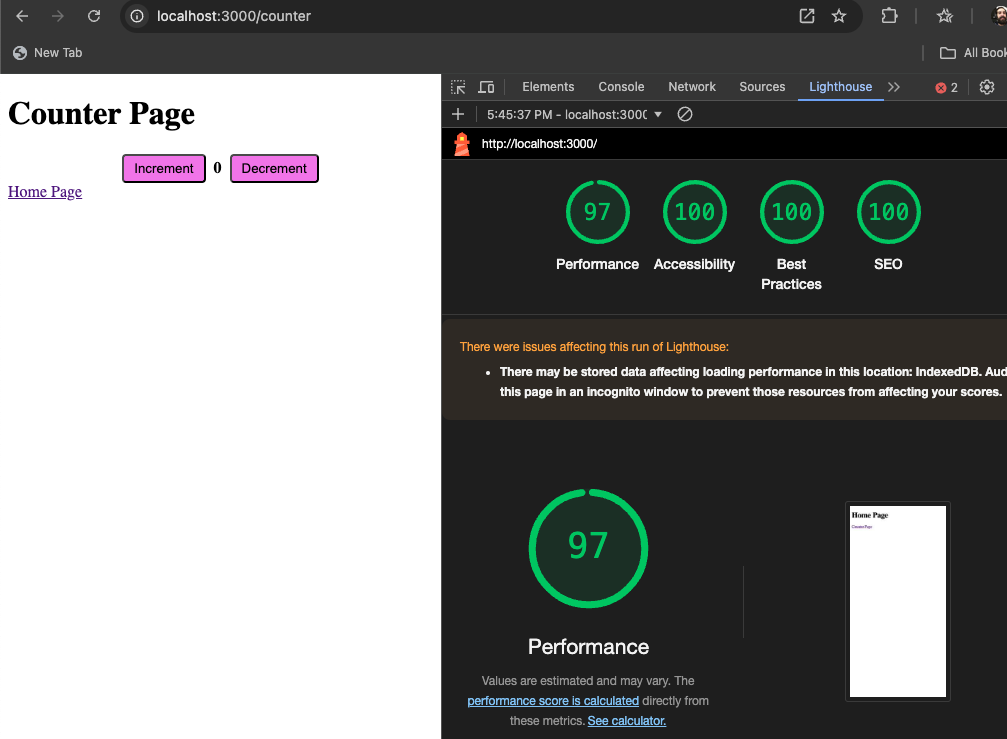 localhost:3000/counter
New Tab
All Book
Counter Page
Increment 0 Decrement
Home Page
Elements Console Network Sources Lighthouse 2
5:45:37 PM - localhost:3000
http://localhost:3000/
97 100 100 100
Performance Accessibility Best Practices SEO
There were issues affecting this run of Lighthouse:
There may be stored data affecting loading performance in this location: IndexedDB. Aud
this page in an incognito window to prevent those resources from affecting your scores.
97
Performance
Values are estimated and may vary. The
performance score is calculated directly from
these metrics. See calculator.
Home Page
Counter Page